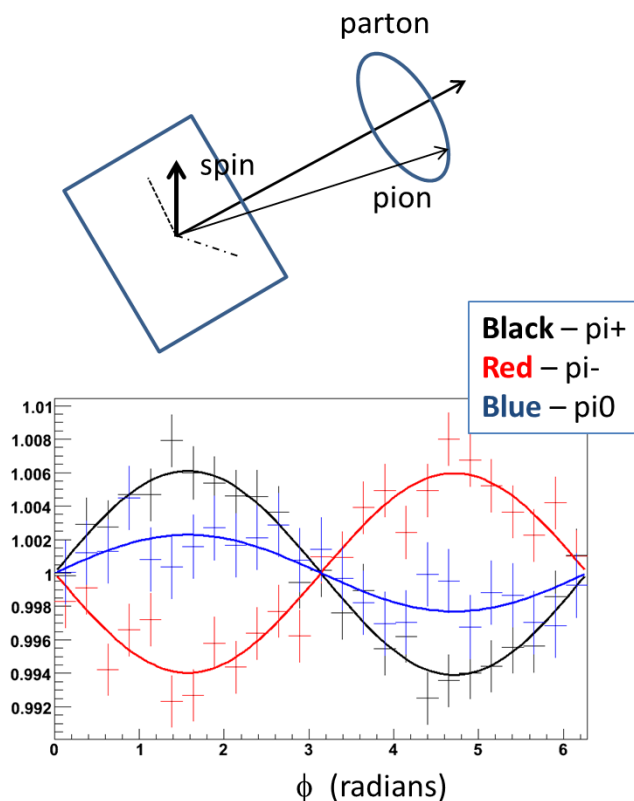 parton
spin
pion
Black – pi+
Red – pi-
Blue – pi0
1.01
1.008
1.006
1.004
1.002
1
0.998
0.996
0.994
0.992
0 1 2 3 4 5 6
ϕ (radians)